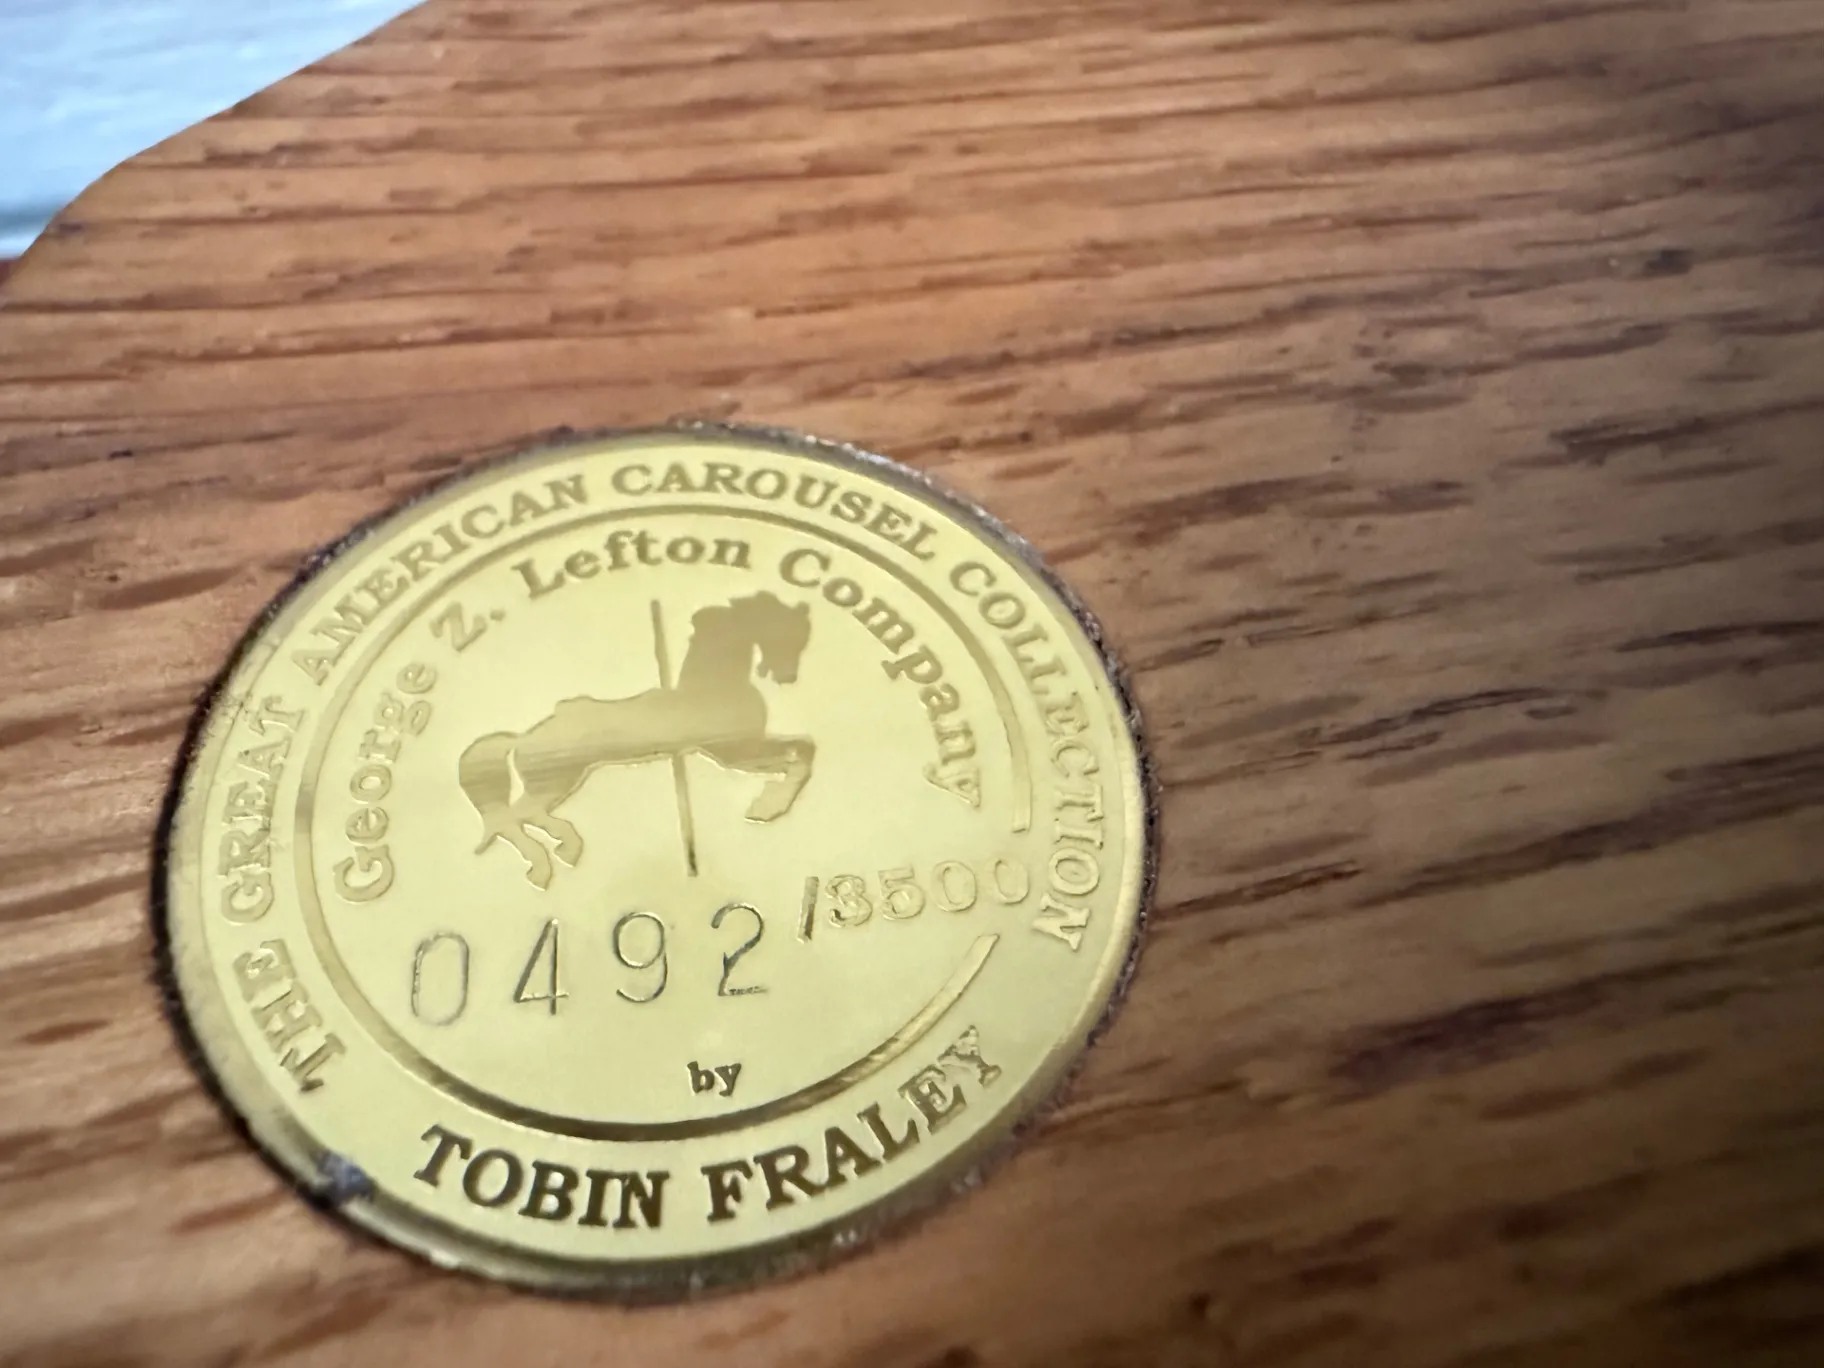 THE GREAT AMERICAN CAROUSEL COLLECTION
George Z. Lefton Company
0492/3500
by
TOBIN FRALEY